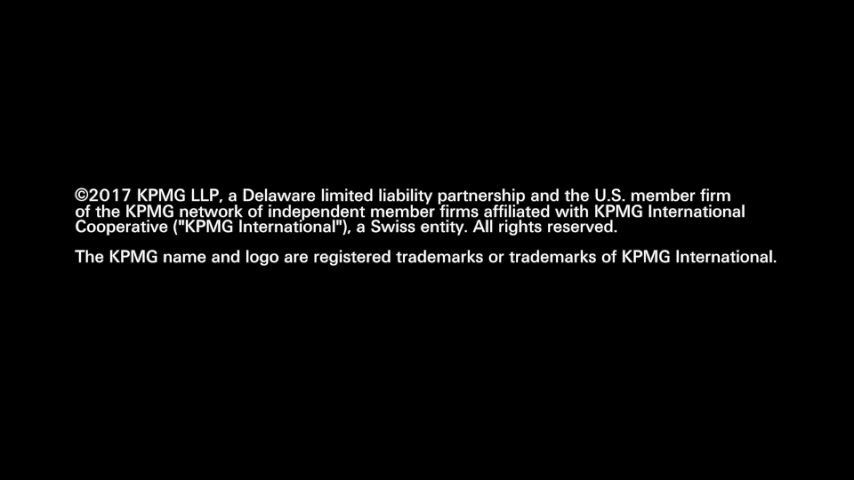 ©2017 KPMG LLP, a Delaware limited liability partnership and the U.S. member firm
of the KPMG network of independent member firms affiliated with KPMG International
Cooperative ("KPMG International"), a Swiss entity. All rights reserved.
The KPMG name and logo are registered trademarks or trademarks of KPMG International.